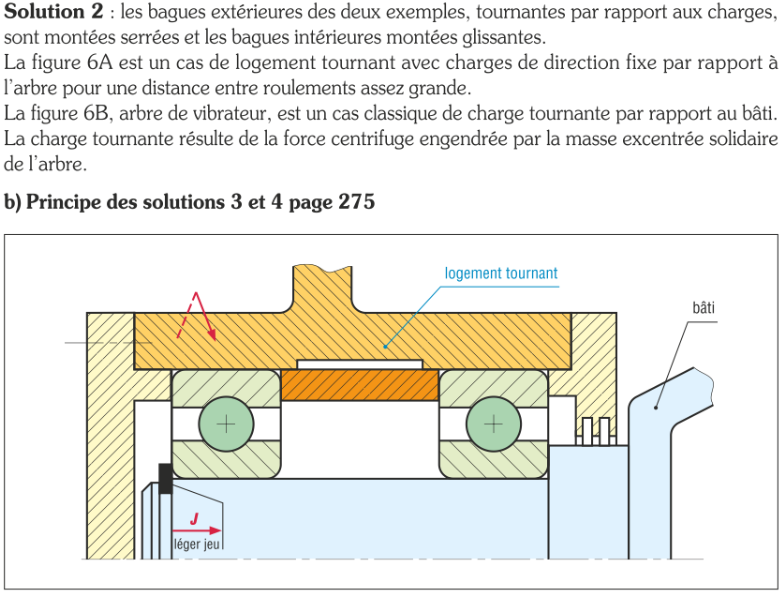 Solution 2 : les bagues extérieures des deux exemples, tournantes par rapport aux charges,
sont montées serrées et les bagues intérieures montées glissantes.
La figure 6A est un cas de logement tournant avec charges de direction fixe par rapport à
l'arbre pour une distance entre roulements assez grande.
La figure 6B, arbre de vibrateur, est un cas classique de charge tournante par rapport au bâti.
La charge tournante résulte de la force centrifuge engendrée par la masse excentrée solidaire
de l'arbre.
b) Principe des solutions 3 et 4 page 275
logement tournant
bâti
J
léger jeu